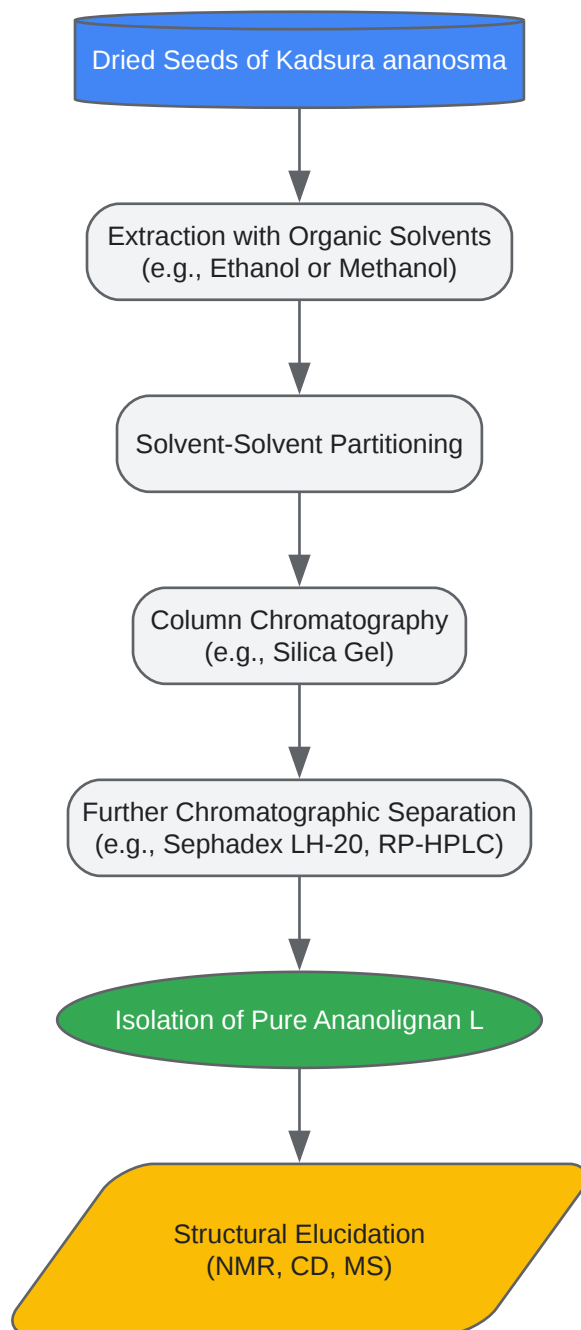 Dried Seeds of Kadsura ananosma
Extraction with Organic Solvents
(e.g., Ethanol or Methanol)
Solvent-Solvent Partitioning
Column Chromatography
(e.g., Silica Gel)
Further Chromatographic Separation
(e.g., Sephadex LH-20, RP-HPLC)
Isolation of Pure Ananolignan L
Structural Elucidation
(NMR, CD, MS)